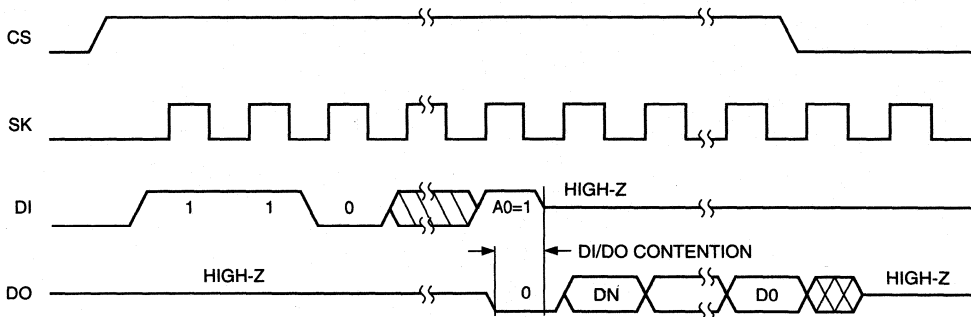 CS
SK
DI 1 1 0 A0=1 HIGH-Z
DI/DO CONTENTION
DO HIGH-Z 0 DN D0 HIGH-Z